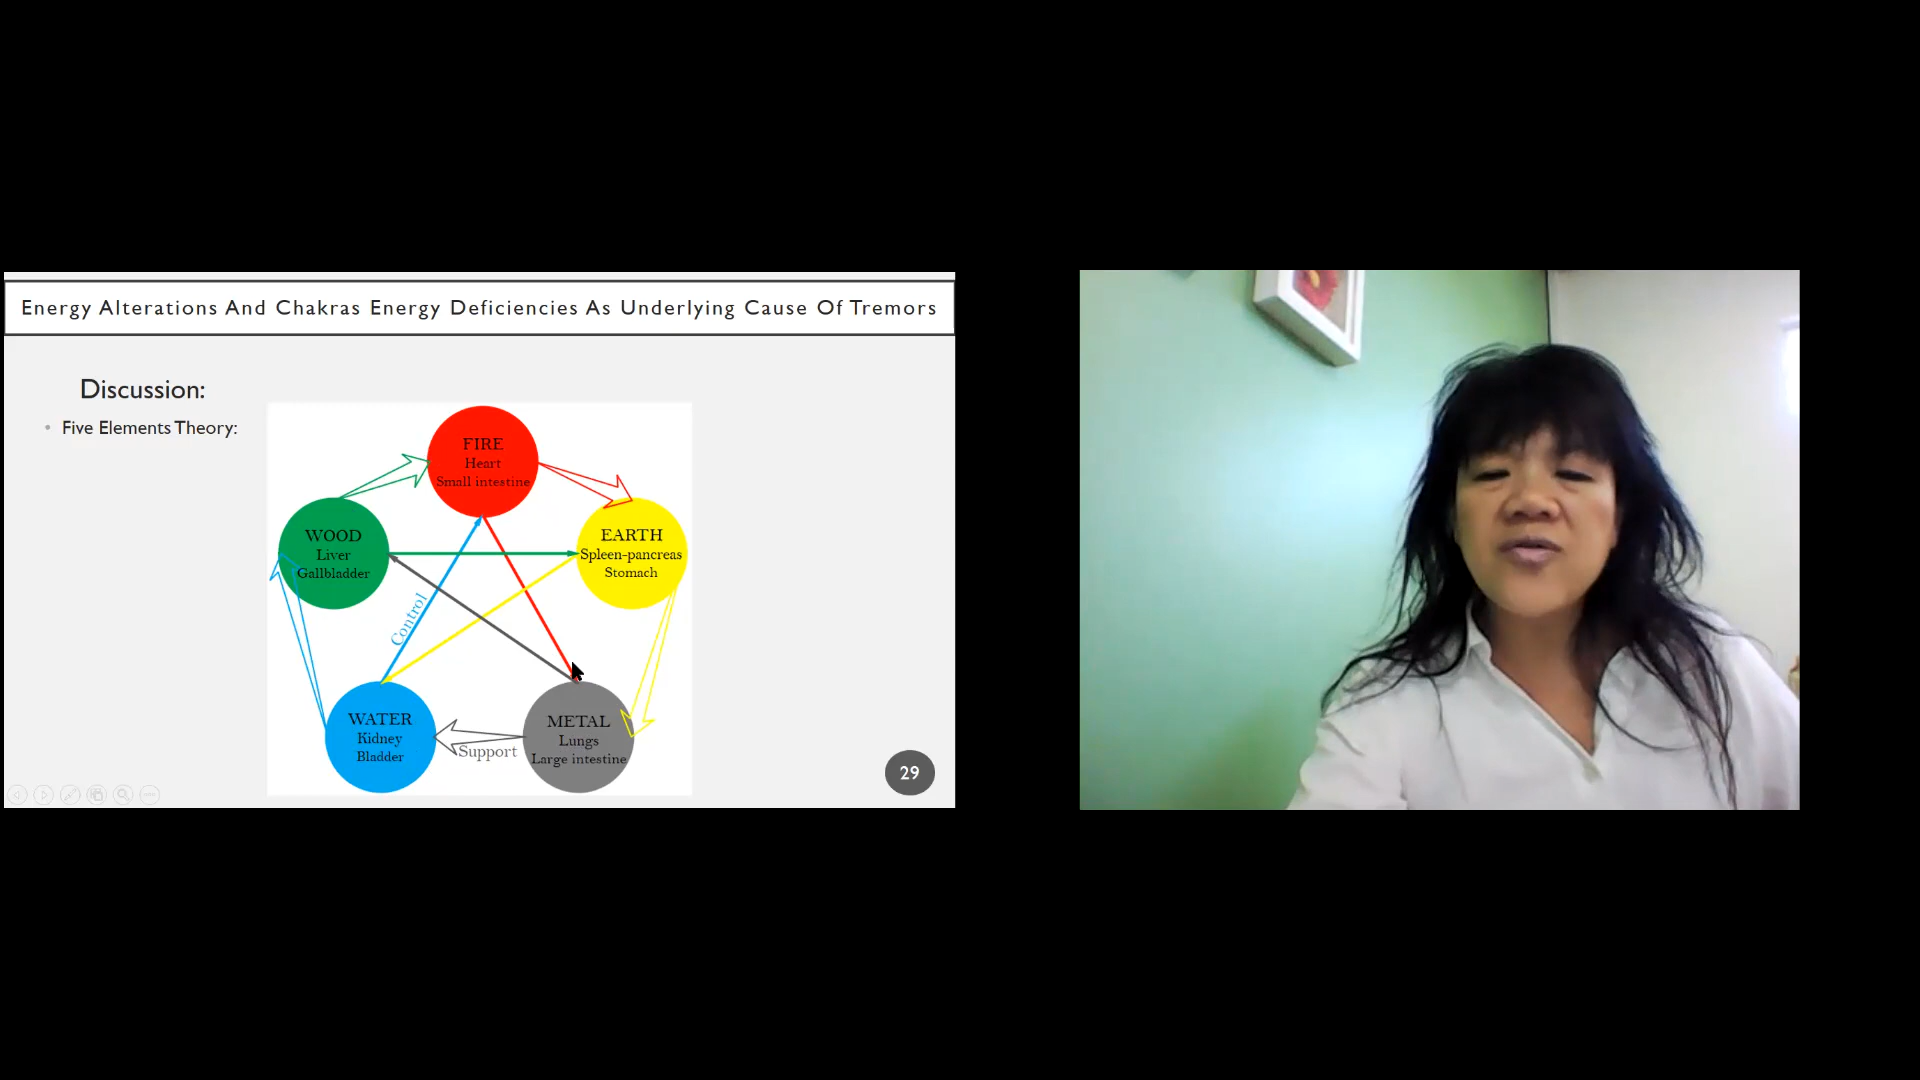 Energy Alterations And Chakras Energy Deficiencies As Underlying Cause Of Tremors
Discussion:
• Five Elements Theory:
FIRE
Heart
Small intestine
WOOD
Liver
Gallbladder
EARTH
Spleen-pancreas
Stomach
Control
WATER
Kidney
Bladder
Support
METAL
Lungs
Large intestine
29